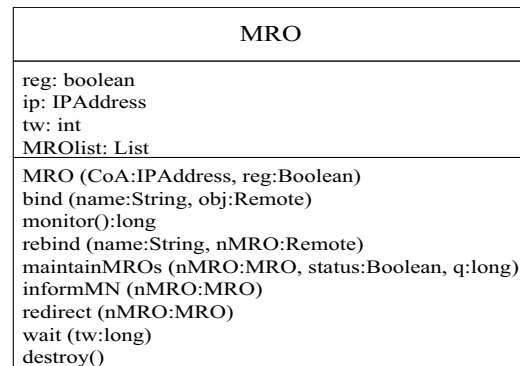 MRO
reg: boolean
ip: IPAddress
tw: int
MROlist: List
MRO (CoA:IPAddress, reg:Boolean)
bind (name:String, obj:Remote)
monitor():long
rebind (name:String, nMRO:Remote)
maintainMROs (nMRO:MRO, status:Boolean, q:long)
informMN (nMRO:MRO)
redirect (nMRO:MRO)
wait (tw:long)
destroy()